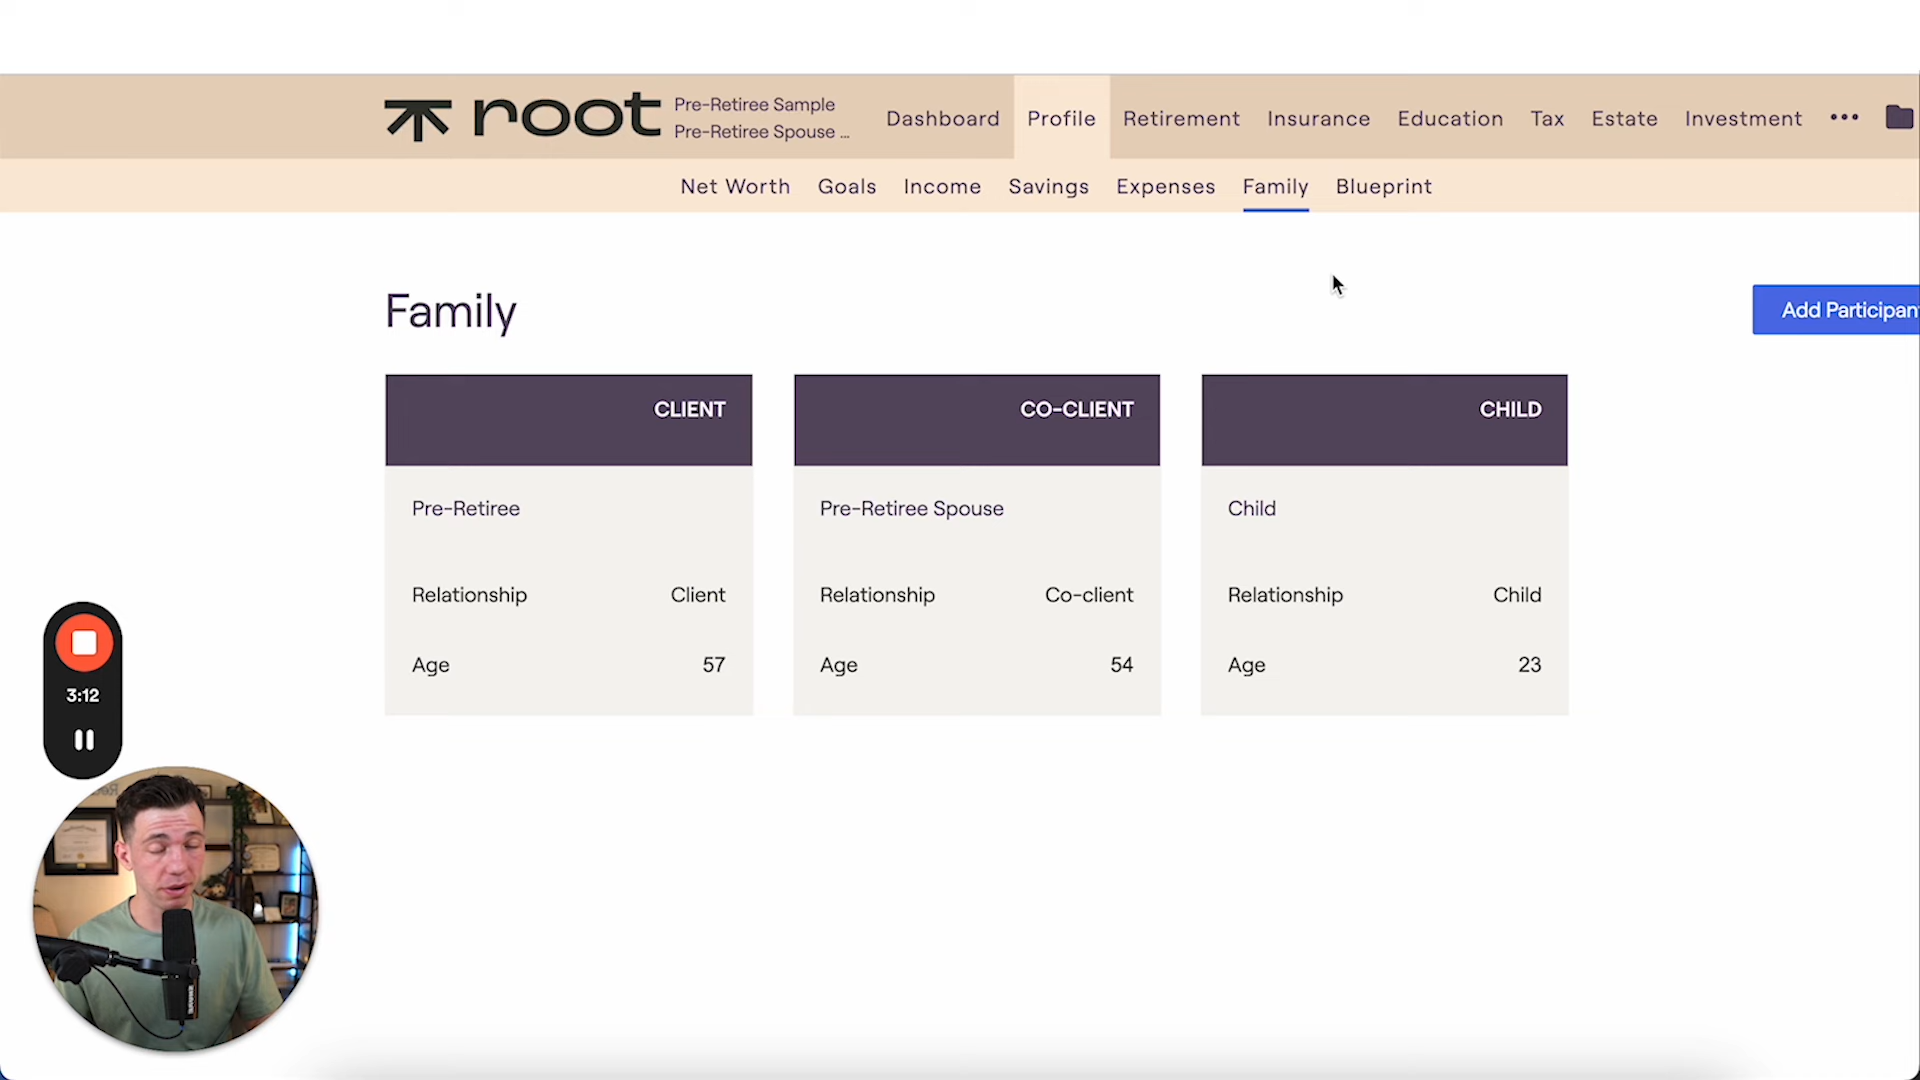 root
Pre-Retiree Sample
Pre-Retiree Spouse ...
Dashboard Profile Retirement Insurance Education Tax Estate Investment •••
Net Worth Goals Income Savings Expenses Family Blueprint
Family
Add Participan
CLIENT
Pre-Retiree
Relationship Client
Age 57
CO-CLIENT
Pre-Retiree Spouse
Relationship Co-client
Age 54
CHILD
Child
Relationship Child
Age 23
3:12